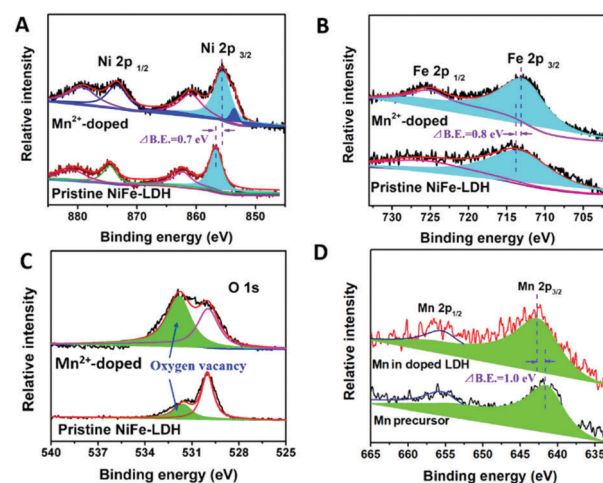 A
Ni 2p 1/2
Ni 2p 3/2
Mn2+-doped
⊿B.E.=0.7 eV
Pristine NiFe-LDH
Relative intensity
880 870 860 850
Binding energy (eV)
B
Fe 2p 1/2
Fe 2p 3/2
Mn2+-doped
⊿B.E.=0.8 eV
Pristine NiFe-LDH
Relative intensity
730 725 720 715 710 705
Binding energy (eV)
C
O 1s
Mn2+-doped
Oxygen vacancy
Pristine NiFe-LDH
Relative intensity
540 537 534 531 528 525
Binding energy (eV)
D
Mn 2p1/2
Mn 2p3/2
Mn in doped LDH
⊿B.E.=1.0 eV
Mn precursor
Relative intensity
665 660 655 650 645 640 635
Binding energy (eV)